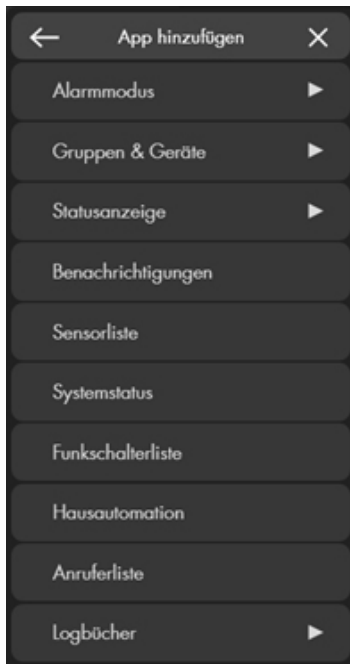 App hinzufügen
Alarmmodus
Gruppen & Geräte
Statusanzeige
Benachrichtigungen
Sensorliste
Systemstatus
Funkschalterliste
Hausautomation
Anruferliste
Logbücher